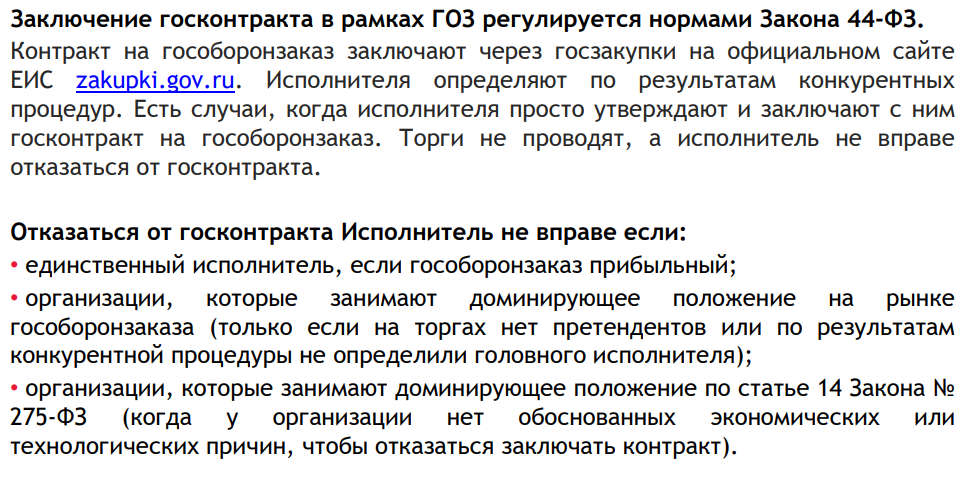 Заключение госконтракта в рамках ГОЗ регулируется нормами Закона 44-ФЗ.
Контракт на гособоронзаказ заключают через госзакупки на официальном сайте
ЕИС zakupki.gov.ru. Исполнителя определяют по результатам конкурентных
процедур. Есть случаи, когда исполнителя просто утверждают и заключают с ним
госконтракт на гособоронзаказ. Торги не проводят, а исполнитель не вправе
отказаться от госконтракта.
Отказаться от госконтракта Исполнитель не вправе если:
• единственный исполнитель, если гособоронзаказ прибыльный;
• организации, которые занимают доминирующее положение на рынке
гособоронзаказа (только если на торгах нет претендентов или по результатам
конкурентной процедуры не определили головного исполнителя);
• организации, которые занимают доминирующее положение по статье 14 Закона №
275-ФЗ (когда у организации нет обоснованных экономических или
технологических причин, чтобы отказаться заключать контракт).